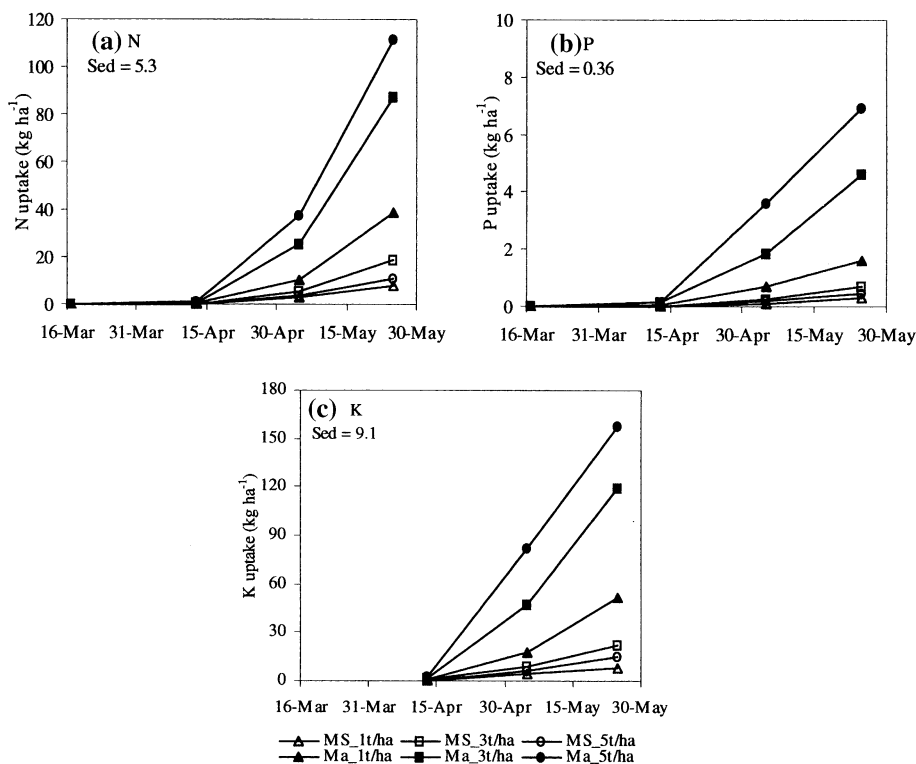 (a) N
Sed = 5.3
N uptake (kg ha⁻¹)
120
100
80
60
40
20
0
16-Mar 31-Mar 15-Apr 30-Apr 15-May 30-May
(b) P
Sed = 0.36
P uptake (kg ha⁻¹)
10
8
6
4
2
0
16-Mar 31-Mar 15-Apr 30-Apr 15-May 30-May
(c) K
Sed = 9.1
K uptake (kg ha⁻¹)
180
150
120
90
60
30
0
16-Mar 31-Mar 15-Apr 30-Apr 15-May 30-May
MS_1t/ha MS_3t/ha MS_5t/ha
Ma_1t/ha Ma_3t/ha Ma_5t/ha